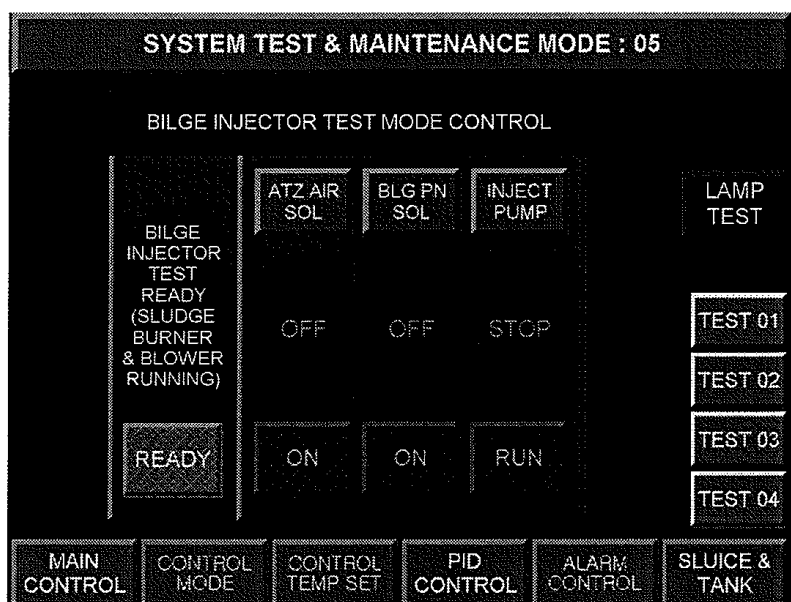 SYSTEM TEST & MAINTENANCE MODE : 05
BILGE INJECTOR TEST MODE CONTROL
BILGE
INJECTOR
TEST
READY
(SLUDGE
BURNER
& BLOWER
RUNNING)
READY
ATZ AIR
SOL
BLG PN
SOL
INJECT
PUMP
OFF
OFF
STOP
ON
ON
RUN
LAMP
TEST
TEST 01
TEST 02
TEST 03
TEST 04
MAIN
CONTROL
CONTROL
MODE
CONTROL
TEMP SET
PID
CONTROL
ALARM
CONTROL
SLUICE &
TANK